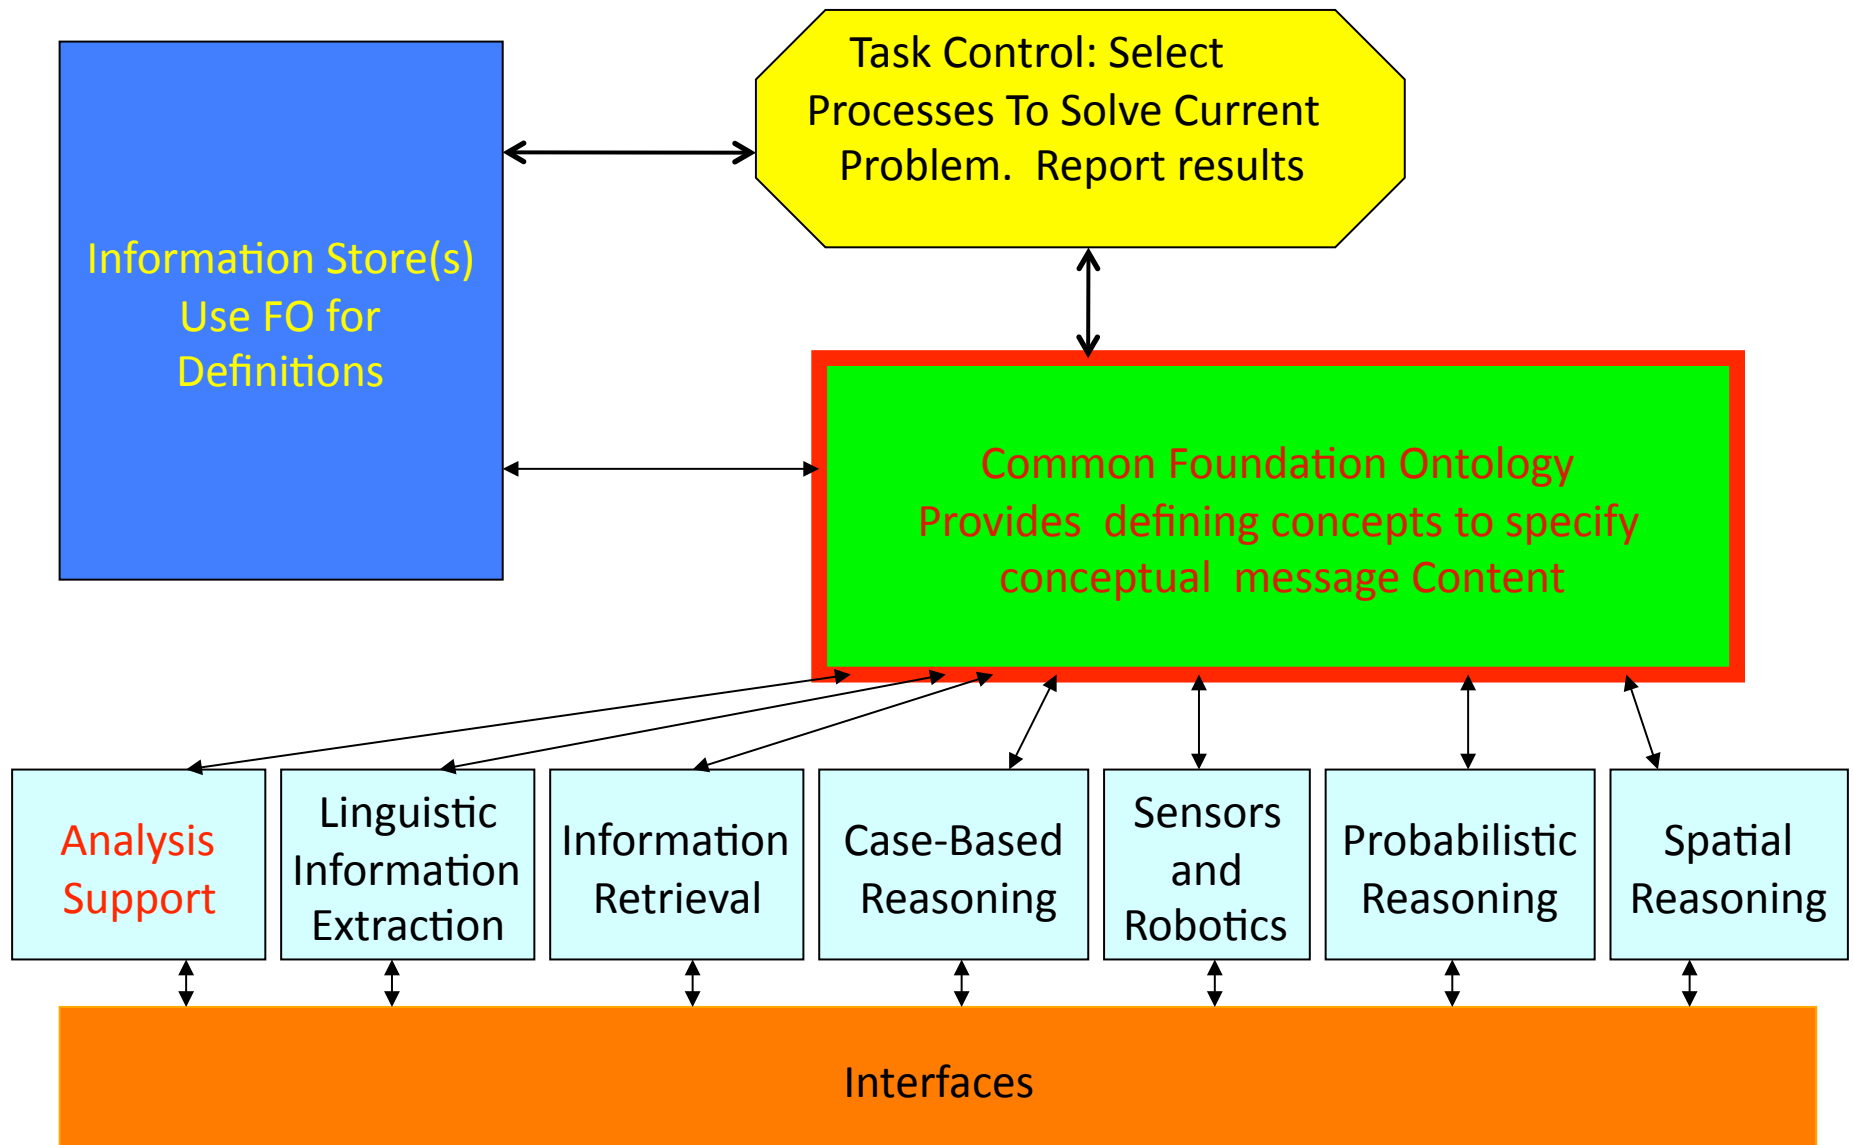 Task Control: Select
Processes To Solve Current
Problem.  Report results
Information Store(s)
Use FO for
Definitions
Common Foundation Ontology
Provides  defining concepts to specify
conceptual  message Content
Analysis
Support
Linguistic
Information
Extraction
Information
Retrieval
Case-Based
Reasoning
Sensors
and
Robotics
Probabilistic
Reasoning
Spatial
Reasoning
Interfaces